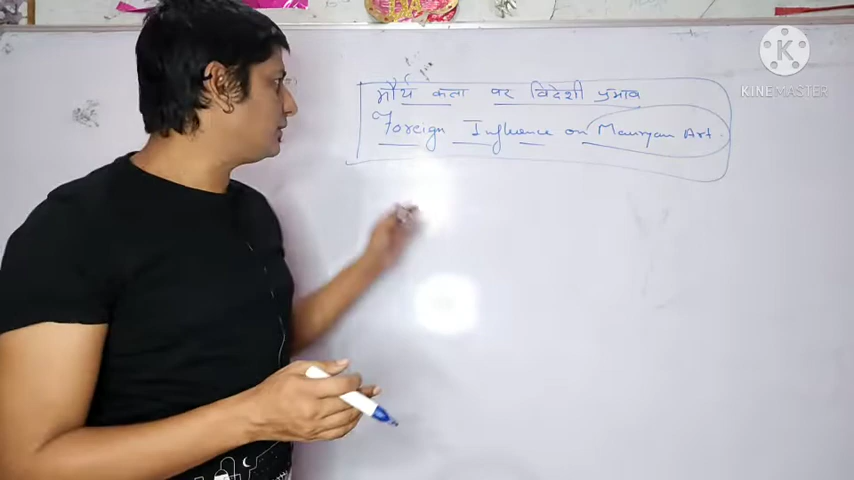 मौर्य कला पर विदेशी प्रभाव
Foreign Influence on Mauryan Art.
K
KINEMASTER